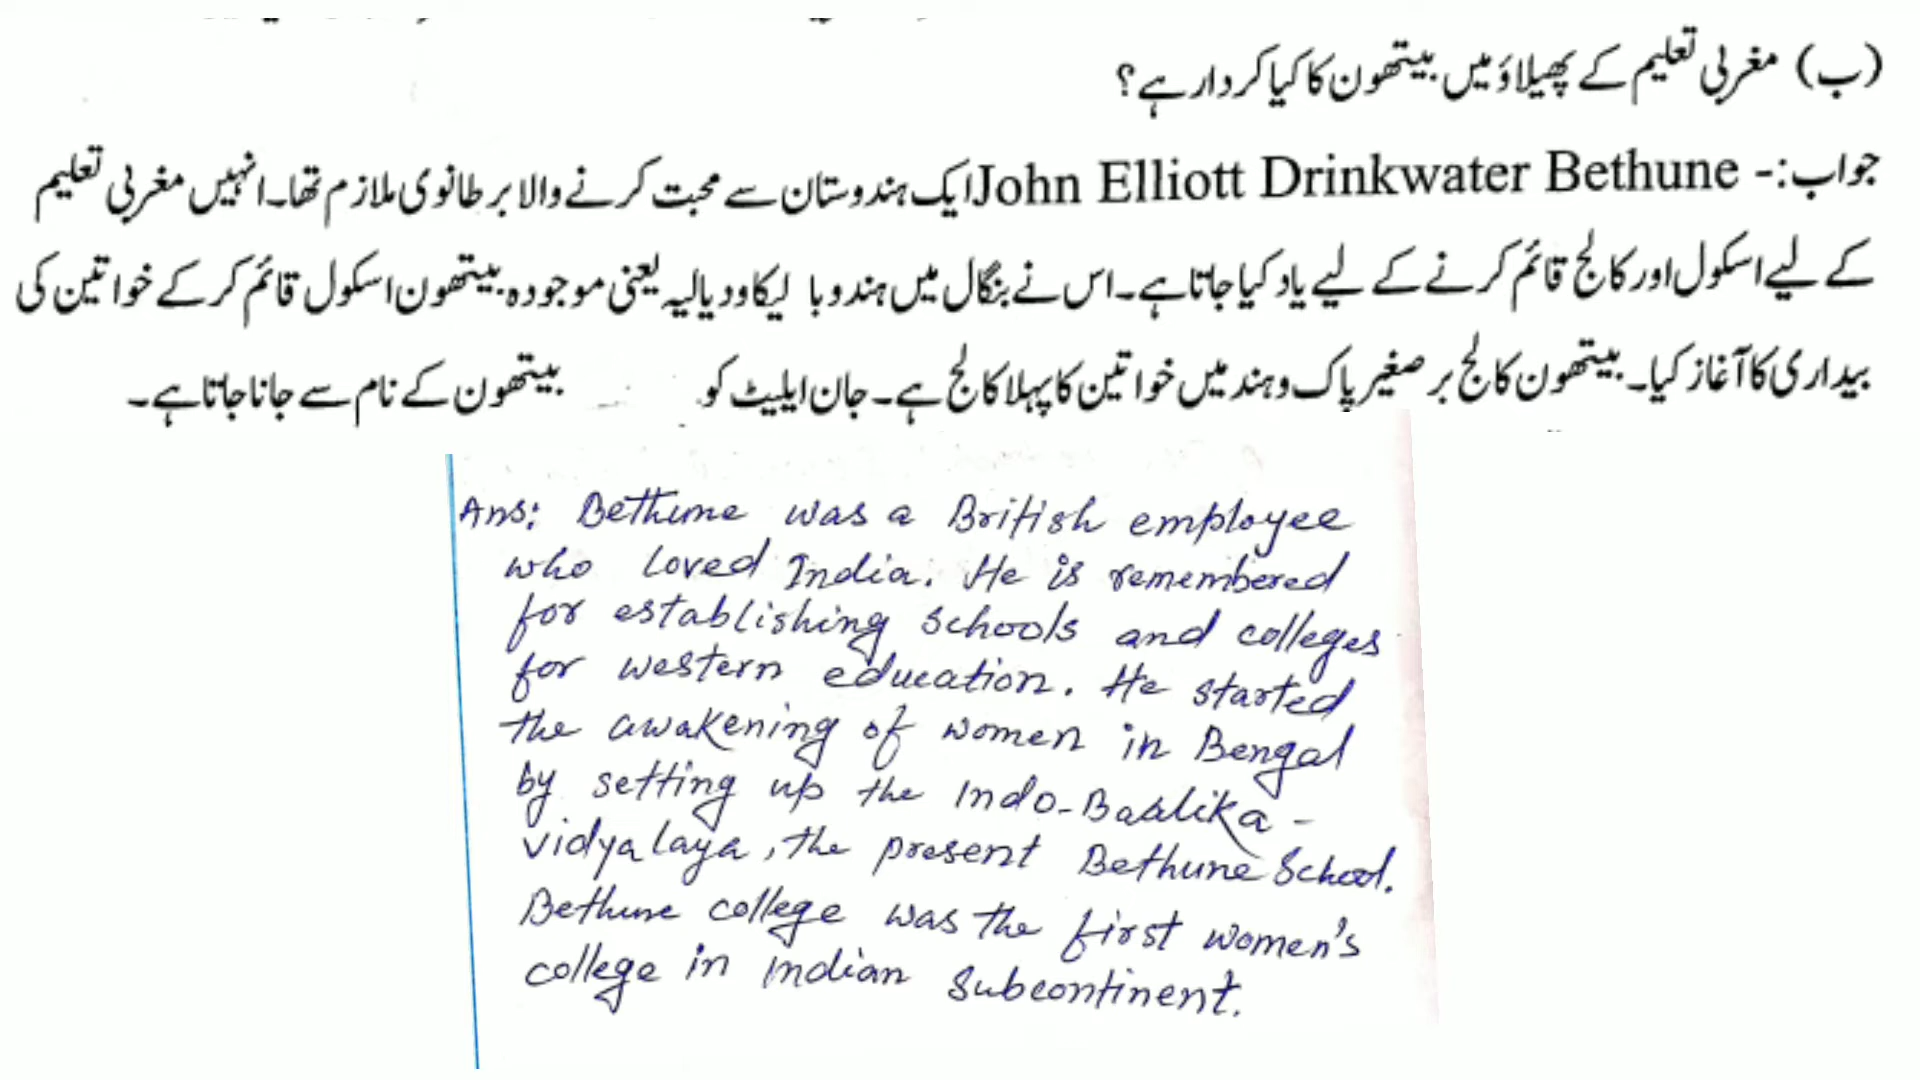 (ب) مغربی تعلیم کے پھیلاؤ میں بیتھون کا کیا کردار ہے؟
جواب:- John Elliott Drinkwater Bethune ایک ہندوستان سے محبت کرنے والا برطانوی ملازم تھا۔ انہیں مغربی تعلیم
کے لیے اسکول اور کالج قائم کرنے کے لیے یاد کیا جاتا ہے۔ اس نے بنگال میں ہندو با لیکا ودیالیہ یعنی موجودہ بیتھون اسکول قائم کر کے خواتین کی
بیداری کا آغاز کیا۔ بیتھون کالج بر صغیر پاک و ہند میں خواتین کا پہلا کالج ہے۔ جان ایلیٹ کو بیتھون کے نام سے جانا جاتا ہے۔
Ans: Bethune was a British employee
who loved India. He is remembered
for establishing schools and colleges
for western education. He started
the awakening of women in Bengal
by setting up the Indo-Baalika-
vidyalaya, the present Bethune School.
Bethune college was the first women's
college in Indian Subcontinent.